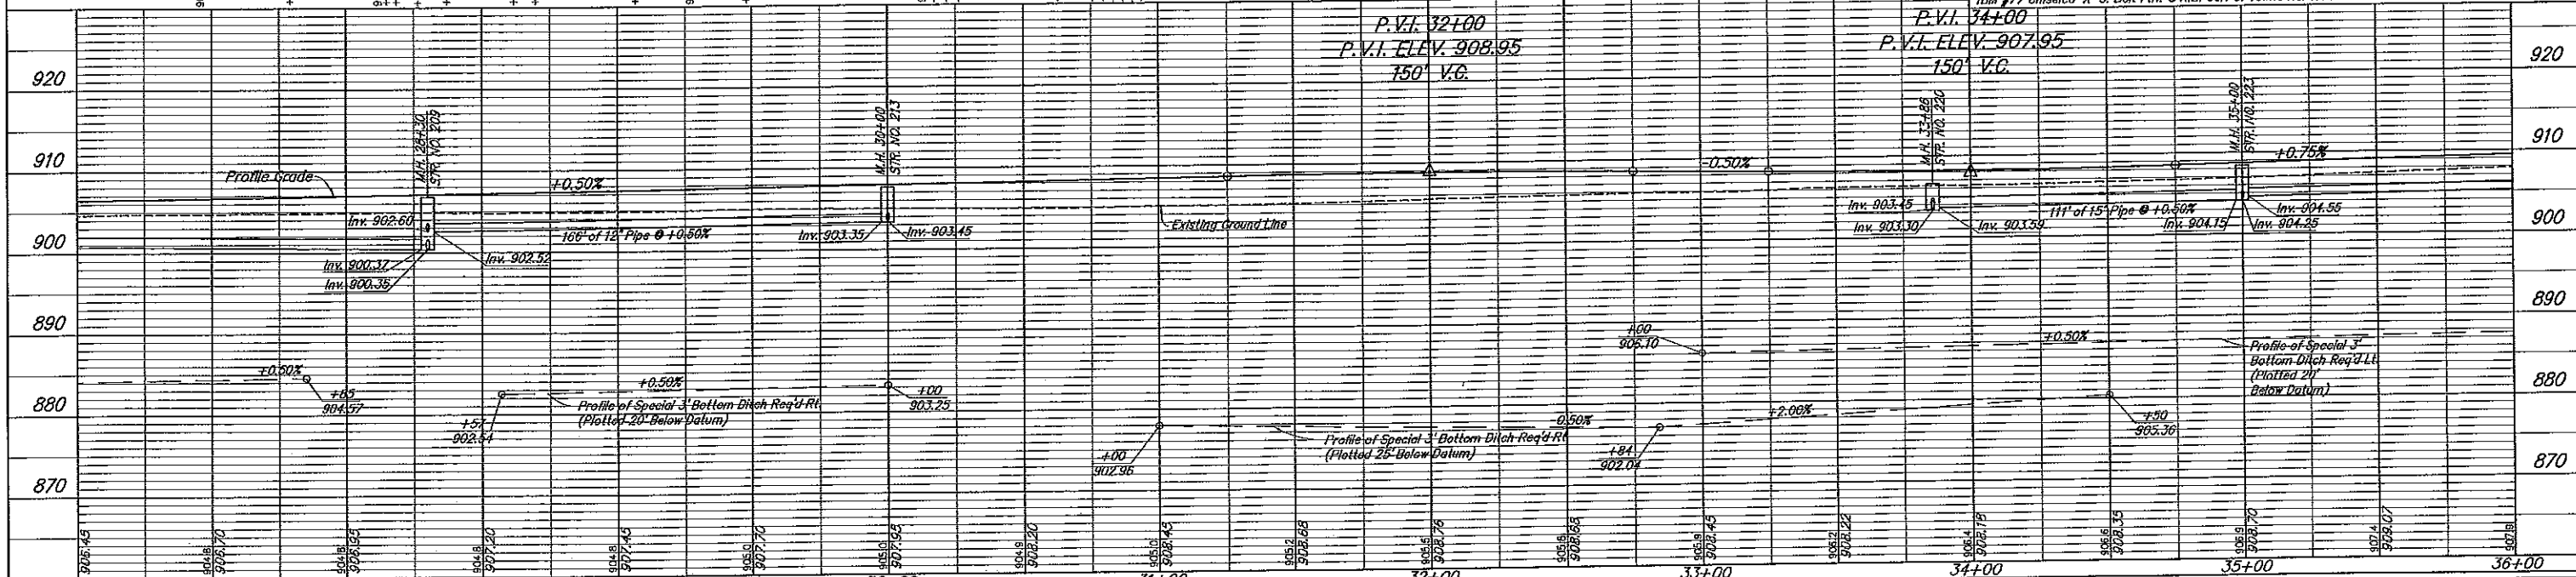 P.V.I. 32+00
P.V.I. ELEV. 908.95
150' V.C.
P.V.I. 34+00
P.V.I. ELEV. 907.95
150' V.C.
920
920
910
910
900
900
890
890
880
880
870
870
M.H. 28+30
STR. NO. 209
M.H. 30+00
STR. NO. 213
M.H. 33+86
STR. NO. 220
M.H. 35+00
STR. NO. 223
Profile Grade
+0.50%
-0.50%
+0.75%
Inv. 902.60
166' of 12" Pipe @ +0.50%
Inv. 900.37
Inv. 900.35
Inv. 902.52
Inv. 903.35
Inv. 903.45
Existing Ground Line
Inv. 903.45
Inv. 903.30
Inv. 903.59
111' of 15" Pipe @ +0.50%
Inv. 904.15
Inv. 904.55
Inv. 904.25
+00
906.10
+0.50%
Profile of Special 3'
Bottom Ditch Req'd Lt.
(Plotted 20'
Below Datum)
+0.50%
+85
904.57
+57
902.54
+0.50%
Profile of Special 3' Bottom Ditch Req'd Rt.
(Plotted 20' Below Datum)
+00
903.25
+00
902.96
Profile of Special 3' Bottom Ditch Req'd Rt.
(Plotted 25' Below Datum)
-0.50%
+84
902.04
+2.00%
+50
905.36
906.45
904.8
906.70
904.8
906.95
904.8
907.20
904.8
907.45
905.0
907.70
905.0
907.95
904.9
908.20
905.0
908.45
905.2
908.68
905.5
908.76
905.6
908.68
905.9
908.45
906.2
908.22
906.4
908.18
906.6
908.35
906.9
908.70
907.4
909.07
907.9
31+00
32+00
33+00
34+00
35+00
36+00